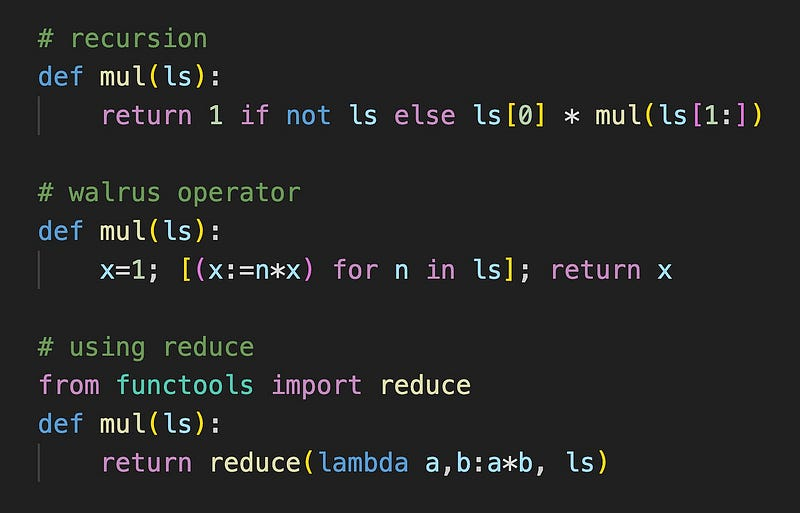 # recursion
def mul(ls):
    return 1 if not ls else ls[0] * mul(ls[1:])
# walrus operator
def mul(ls):
    x=1; [(x:=n*x) for n in ls]; return x
# using reduce
from functools import reduce
def mul(ls):
    return reduce(lambda a,b:a*b, ls)